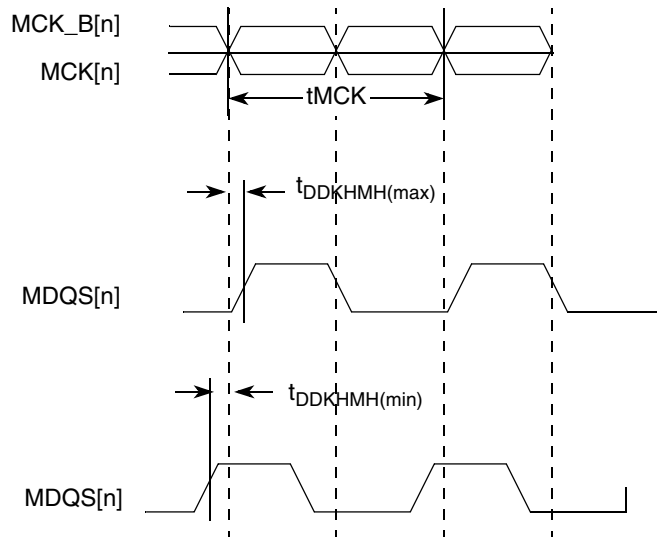 MCK_B[n]
MCK[n]
tMCK
tDDKHMH(max)
MDQS[n]
tDDKHMH(min)
MDQS[n]